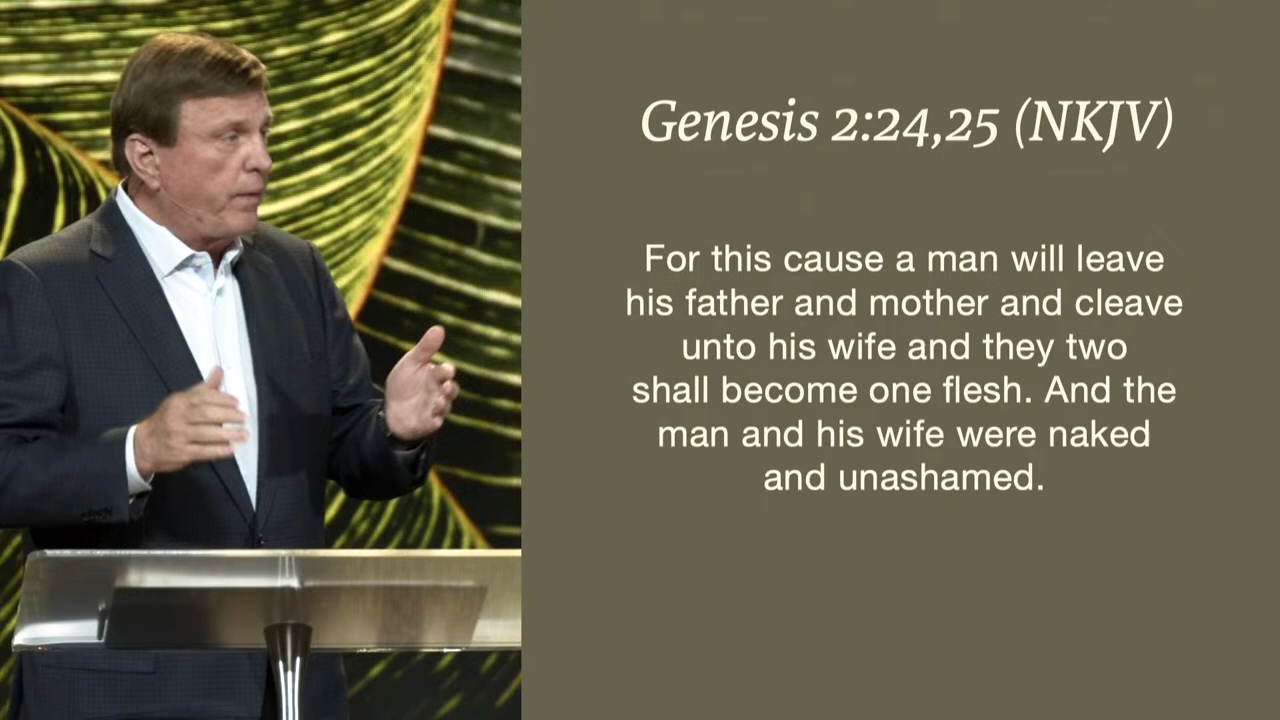 Genesis 2:24,25 (NKJV)
For this cause a man will leave
his father and mother and cleave
unto his wife and they two
shall become one flesh. And the
man and his wife were naked
and unashamed.